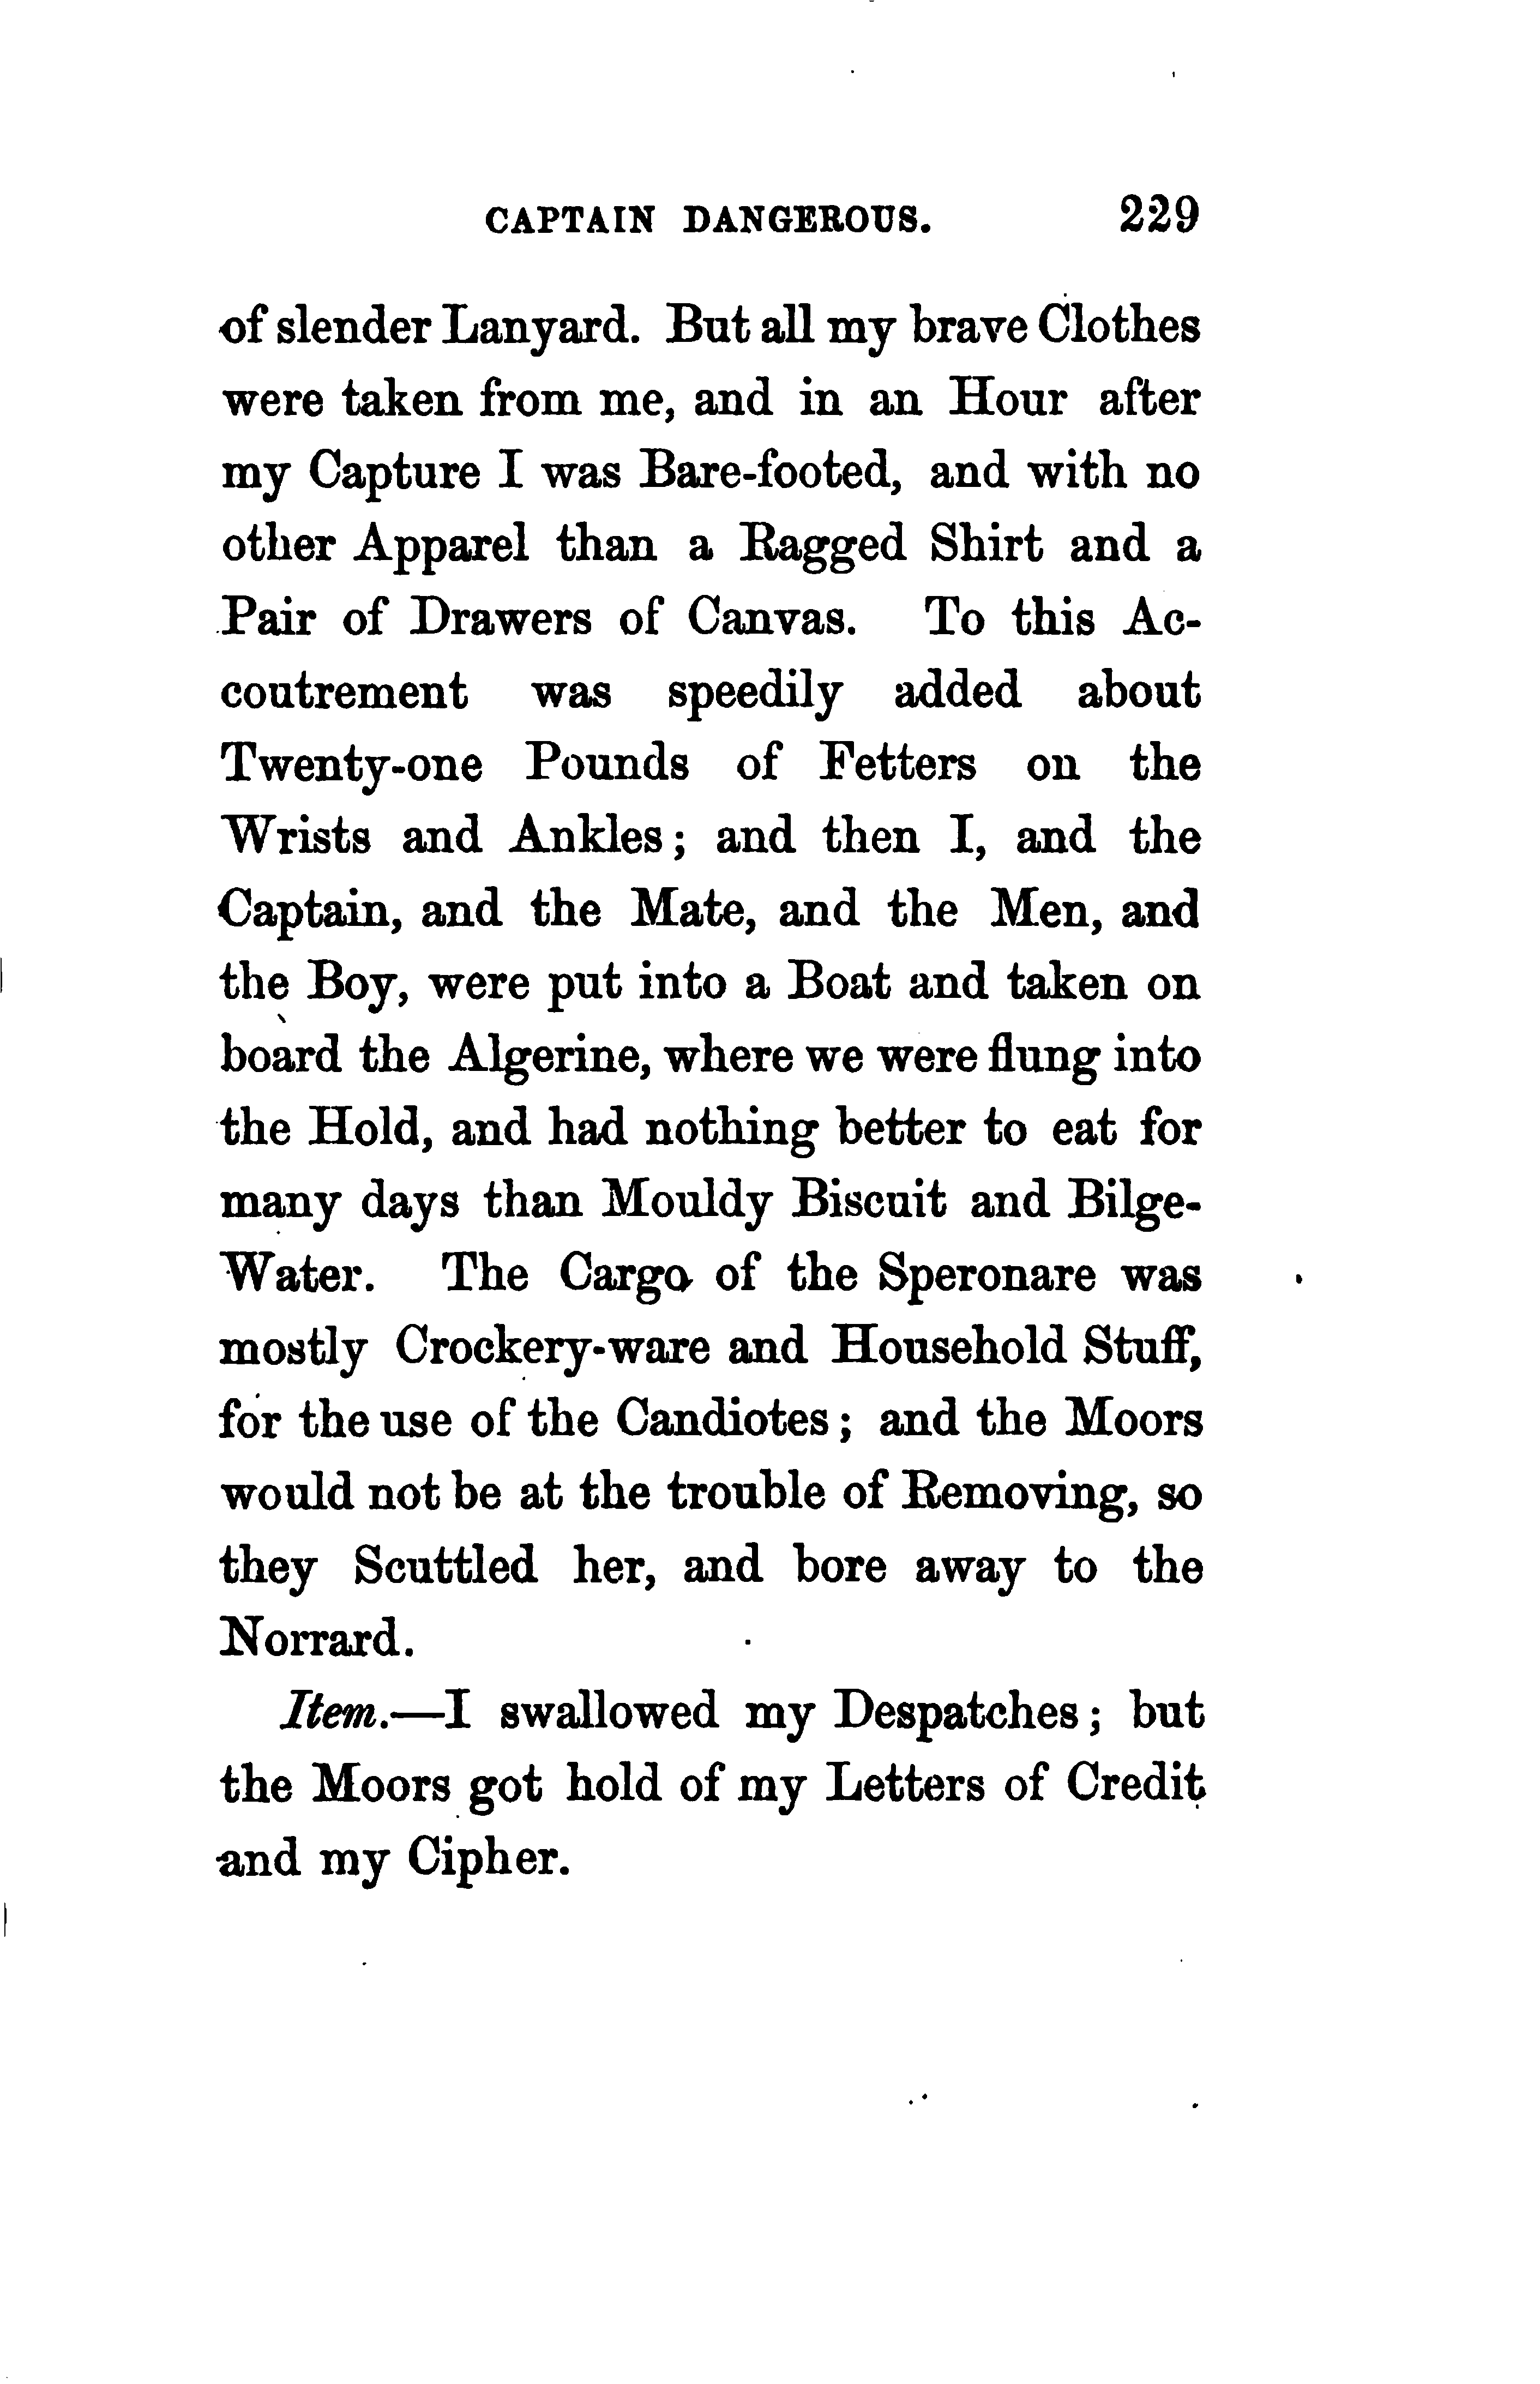 CAPTAIN DANGEROUS. 229
of slender Lanyard. But all my brave Clothes
were taken from me, and in an Hour after
my Capture I was Bare-footed, and with no
other Apparel than a Ragged Shirt and a
Pair of Drawers of Canvas. To this Ac-
coutrement was speedily added about
Twenty-one Pounds of Fetters on the
Wrists and Ankles; and then I, and the
Captain, and the Mate, and the Men, and
the Boy, were put into a Boat and taken on
board the Algerine, where we were flung into
the Hold, and had nothing better to eat for
many days than Mouldy Biscuit and Bilge-
Water. The Cargo of the Speronare was
mostly Crockery-ware and Household Stuff,
for the use of the Candiotes; and the Moors
would not be at the trouble of Removing, so
they Scuttled her, and bore away to the
Norrard.
Item.—I swallowed my Despatches; but
the Moors got hold of my Letters of Credit
and my Cipher.